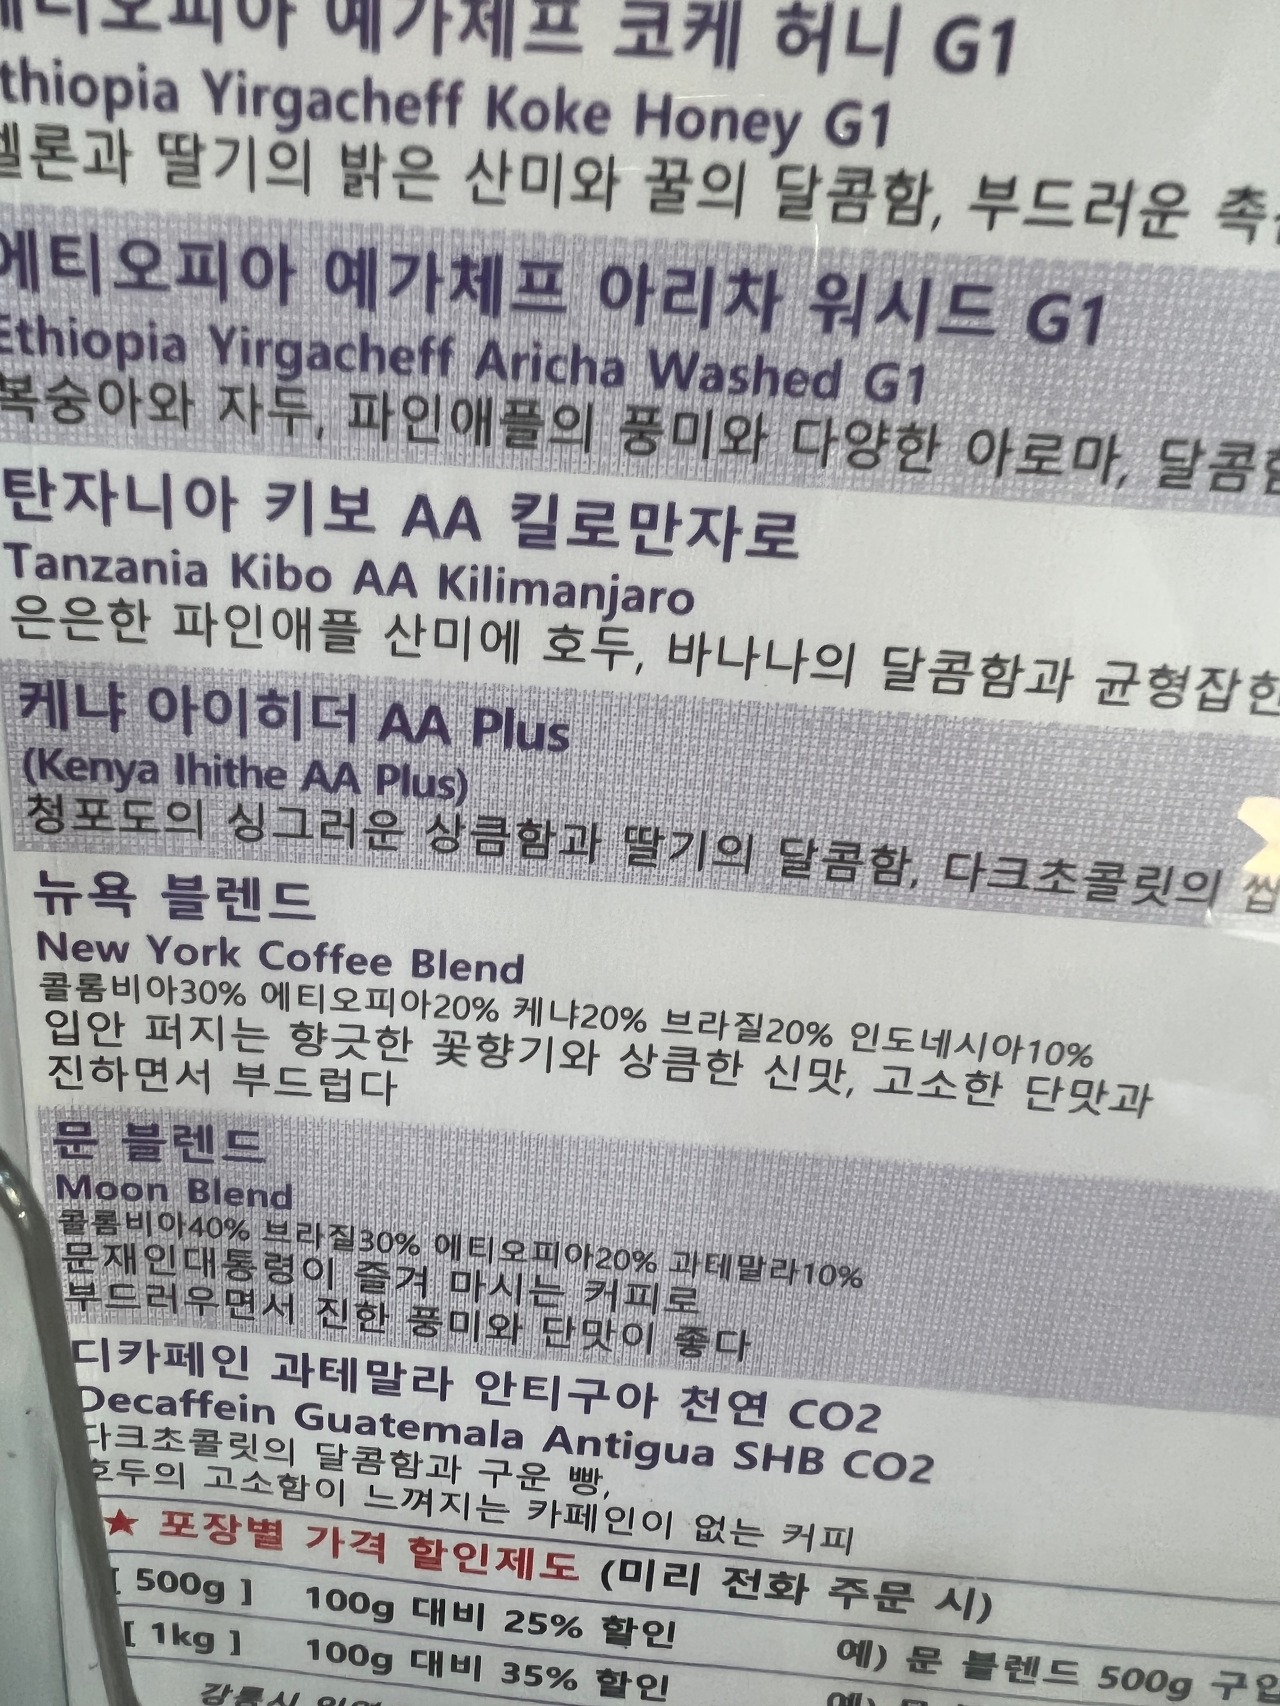 에티오피아 예가체프 코케 허니 G1
thiopia Yirgacheff Koke Honey G1
멜론과 딸기의 밝은 산미와 꿀의 달콤함, 부드러운
에티오피아 예가체프 아리차 워시드 G1
Ethiopia Yirgacheff Aricha Washed G1
복숭아와 자두, 파인애플의 풍미와 다양한 아로마, 달콤함
탄자니아 키보 AA 킬로만자로
Tanzania Kibo AA Kilimanjaro
은은한 파인애플 산미에 호두, 바나나의 달콤함과 균형잡힌
케냐 아이히더 AA Plus
(Kenya Ihithe AA Plus)
청포도의 싱그러운 상큼함과 딸기의 달콤함, 다크초콜릿의 쌉
뉴욕 블렌드
New York Coffee Blend
콜롬비아30% 에티오피아20% 케냐20% 브라질20% 인도네시아10%
입안 퍼지는 향긋한 꽃향기와 상큼한 신맛, 고소한 단맛과
진하면서 부드럽다
문 블렌드
Moon Blend
콜롬비아40% 브라질30% 에티오피아20% 과테말라10%
문재인대통령이 즐겨 마시는 커피로
부드러우면서 진한 풍미와 단맛이 좋다
디카페인 과테말라 안티구아 천연 CO2
Decaffein Guatemala Antigua SHB CO2
다크초콜릿의 달콤함과 구운 빵,
호두의 고소함이 느껴지는 카페인이 없는 커피
★ 포장별 가격 할인제도 (미리 전화 주문 시)
[ 500g ] 100g 대비 25% 할인 예) 문 블렌드 500g 구입
[ 1kg ] 100g 대비 35% 할인 예)
강릉시